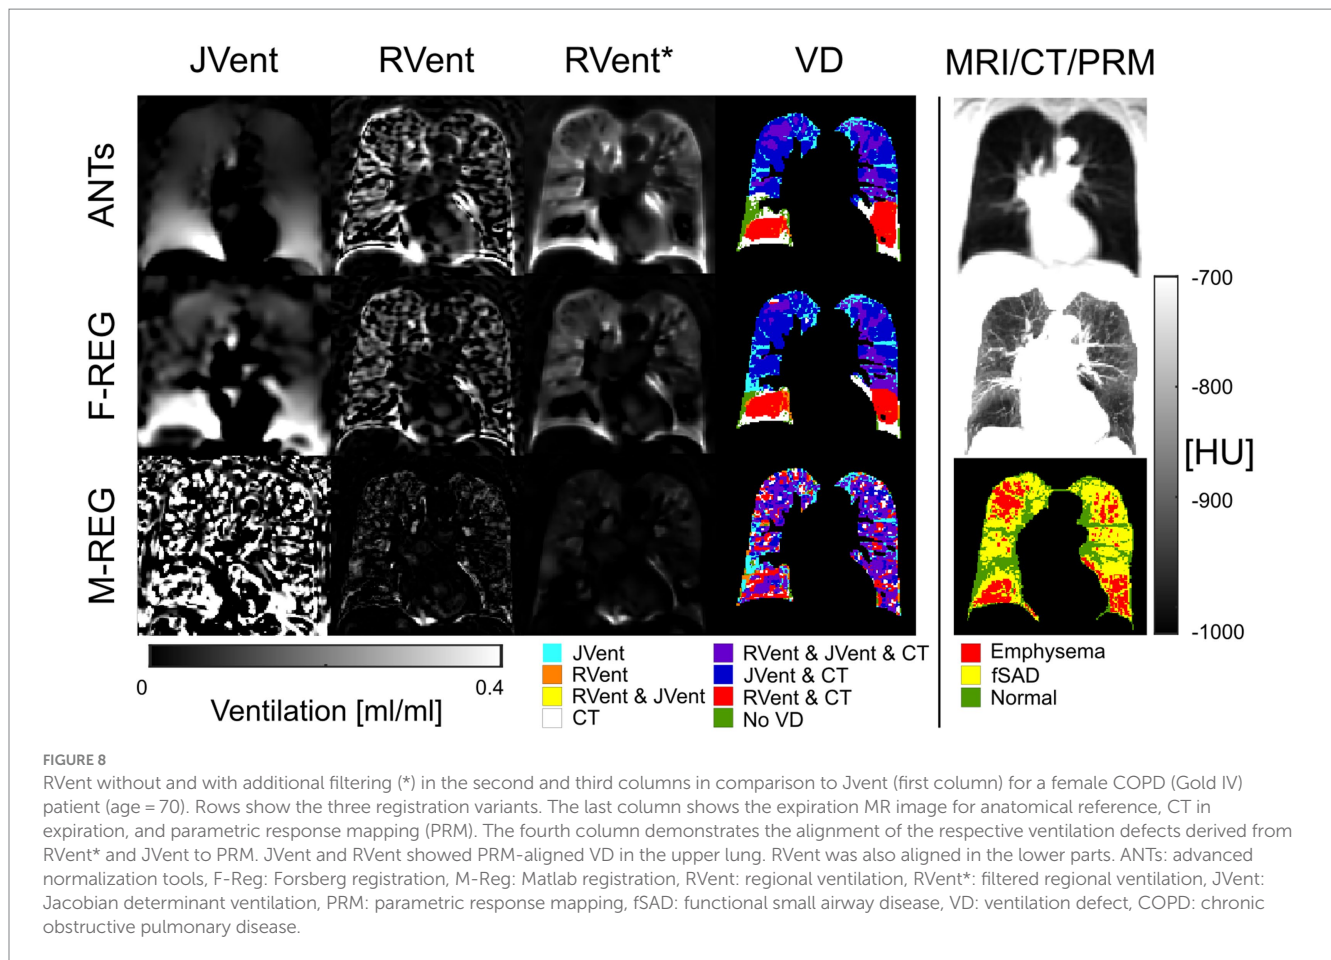 JVent RVent RVent* VD MRI/CT/PRM
ANTs
F-REG
M-REG
-700
-800
[HU]
-900
-1000
0 0.4
Ventilation [ml/ml]
JVent
RVent
RVent & JVent
CT
RVent & JVent & CT
JVent & CT
RVent & CT
No VD
Emphysema
fSAD
Normal
FIGURE 8
RVent without and with additional filtering (*) in the second and third columns in comparison to Jvent (first column) for a female COPD (Gold IV)
patient (age = 70). Rows show the three registration variants. The last column shows the expiration MR image for anatomical reference, CT in
expiration, and parametric response mapping (PRM). The fourth column demonstrates the alignment of the respective ventilation defects derived from
RVent* and JVent to PRM. JVent and RVent showed PRM-aligned VD in the upper lung. RVent was also aligned in the lower parts. ANTs: advanced
normalization tools, F-Reg: Forsberg registration, M-Reg: Matlab registration, RVent: regional ventilation, RVent*: filtered regional ventilation, JVent:
Jacobian determinant ventilation, PRM: parametric response mapping, fSAD: functional small airway disease, VD: ventilation defect, COPD: chronic
obstructive pulmonary disease.